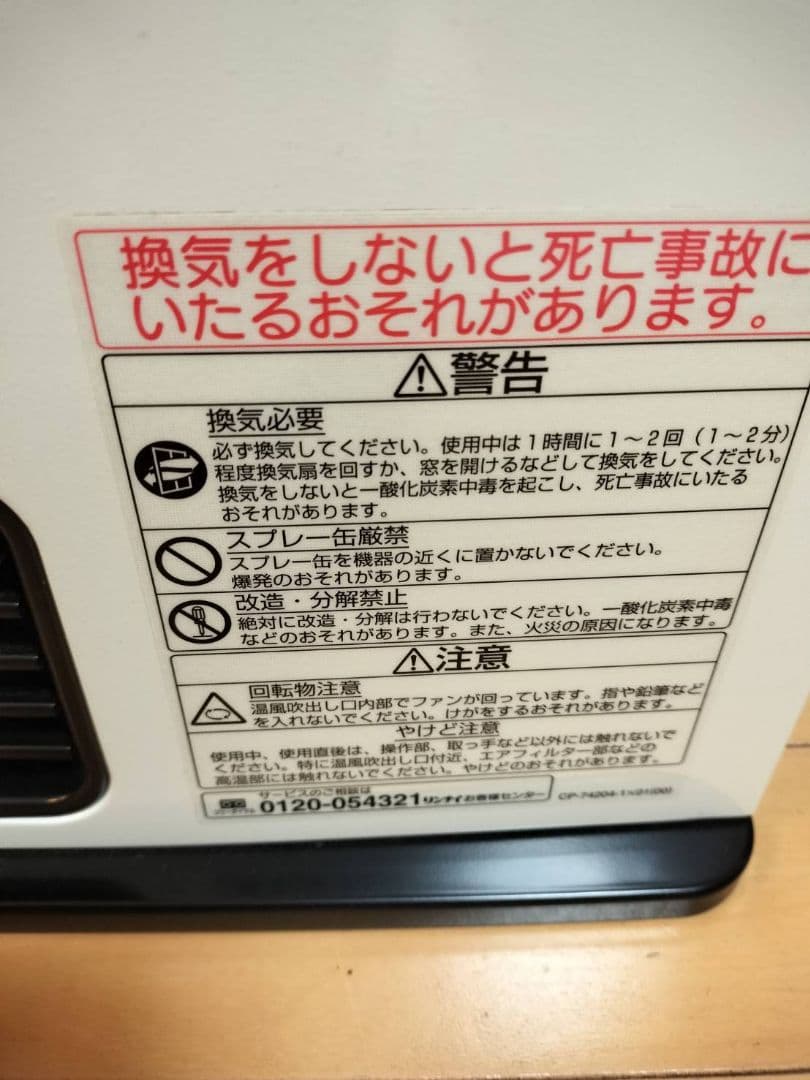 換気をしないと死亡事故に
いたるおそれがあります。
警告
換気必要
必ず換気してください。使用中は1時間に1〜2回(1〜2分)
程度換気扇を回すか、窓を開けるなどして換気をしてください。
換気をしないと一酸化炭素中毒を起こし、死亡事故にいたる
おそれがあります。
スプレー缶厳禁
スプレー缶を機器の近くに置かないでください。
爆発のおそれがあります。
改造・分解禁止
絶対に改造・分解は行わないでください。一酸化炭素中毒
などのおそれがあります。また、火災の原因になります。
注意
回転物注意
温風吹出し口内部でファンが回っています。指や鉛筆など
を入れないでください。けがをするおそれがあります。
やけど注意
使用中、使用直後は、操作部、取っ手など以外には触れないで
ください。特に温風吹出し口付近、エアフィルター部などの
高温部には触れないでください。やけどのおそれがあります。
サービスのご相談は
0120-054321 リンナイお客様センター